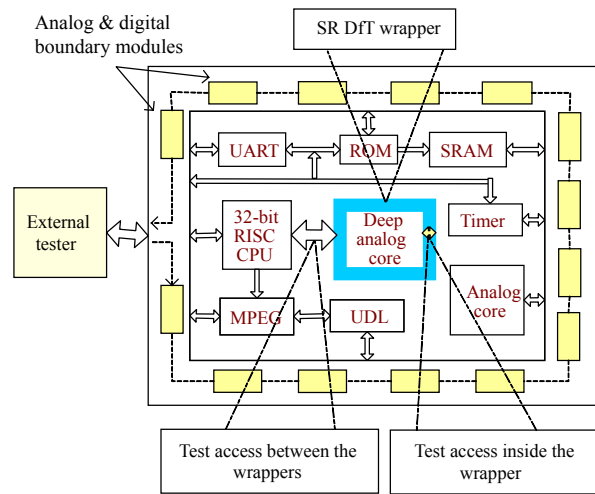 Analog & digital
boundary modules
SR DfT wrapper
UART
ROM
SRAM
External
tester
32-bit
RISC
CPU
Deep
analog
core
Timer
Analog
core
MPEG
UDL
Test access between the
wrappers
Test access inside the
wrapper